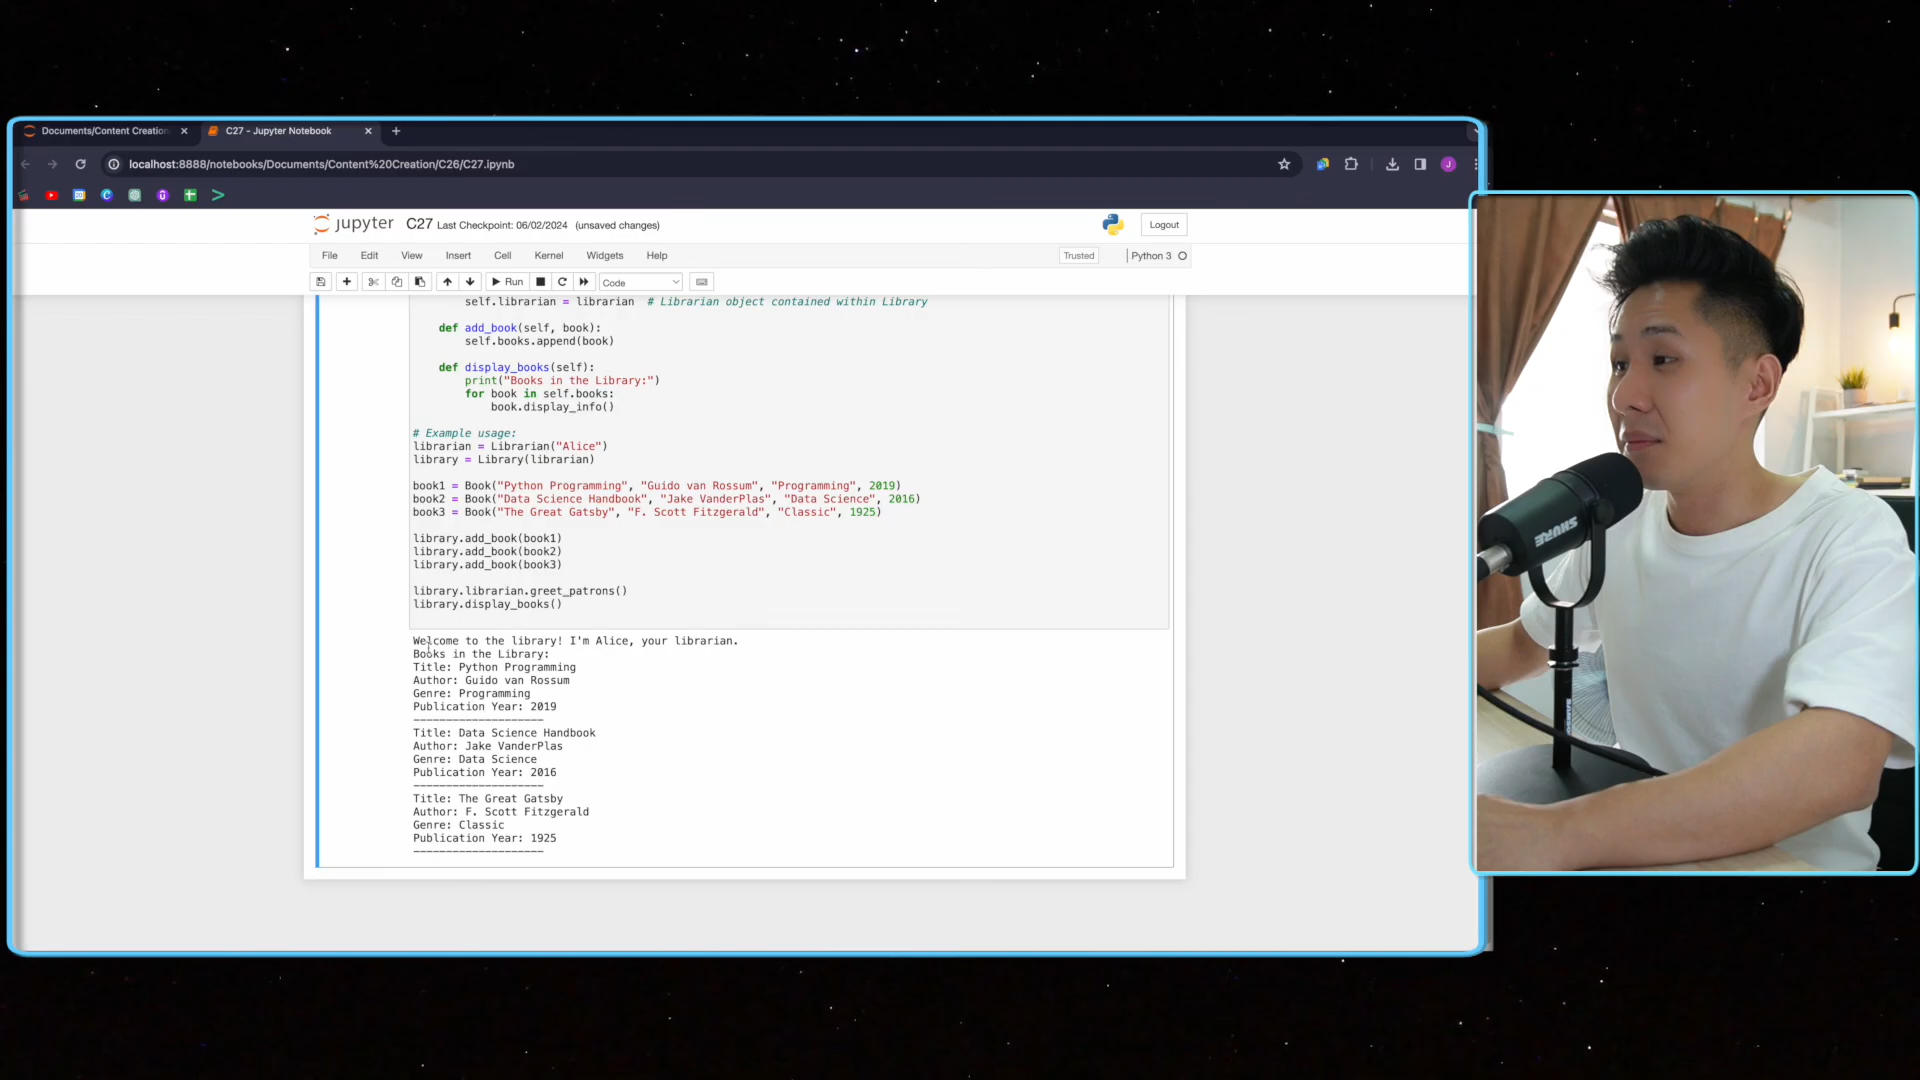 Documents/Content Creation
C27 - Jupyter Notebook
localhost:8888/notebooks/Documents/Content%20Creation/C26/C27.ipynb
J
jupyter C27 Last Checkpoint: 06/02/2024 (unsaved changes)
Logout
File Edit View Insert Cell Kernel Widgets Help
Trusted
Python 3
Run
Code
self.librarian = librarian # Librarian object contained within Library
def add_book(self, book):
self.books.append(book)
def display_books(self):
print("Books in the Library:")
for book in self.books:
book.display_info()
# Example usage:
librarian = Librarian("Alice")
library = Library(librarian)
book1 = Book("Python Programming", "Guido van Rossum", "Programming", 2019)
book2 = Book("Data Science Handbook", "Jake VanderPlas", "Data Science", 2016)
book3 = Book("The Great Gatsby", "F. Scott Fitzgerald", "Classic", 1925)
library.add_book(book1)
library.add_book(book2)
library.add_book(book3)
library.librarian.greet_patrons()
library.display_books()
Welcome to the library! I'm Alice, your librarian.
Books in the Library:
Title: Python Programming
Author: Guido van Rossum
Genre: Programming
Publication Year: 2019
--------------------
Title: Data Science Handbook
Author: Jake VanderPlas
Genre: Data Science
Publication Year: 2016
--------------------
Title: The Great Gatsby
Author: F. Scott Fitzgerald
Genre: Classic
Publication Year: 1925
--------------------
SHURE